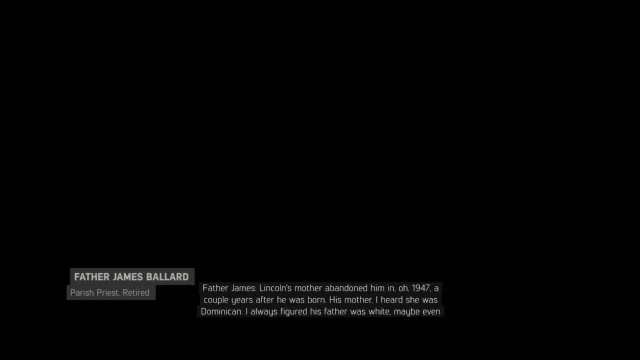 FATHER JAMES BALLARD
Parish Priest, Retired
Father James: Lincoln's mother abandoned him in, oh, 1947, a
couple years after he was born. His mother, I heard she was
Dominican. I always figured his father was white, maybe even